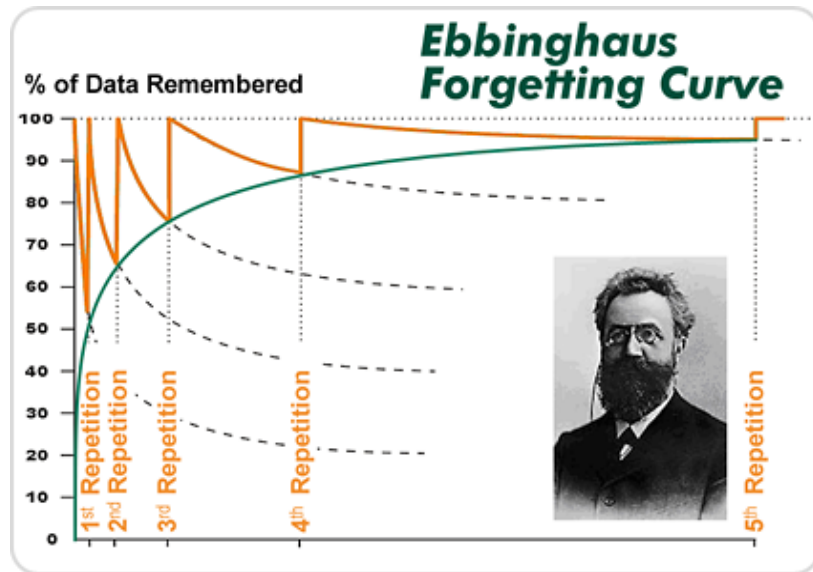 Ebbinghaus
Forgetting Curve
% of Data Remembered
100
90
80
70
60
50
40
30
20
10
0
1st Repetition
2nd Repetition
3rd Repetition
4th Repetition
5th Repetition